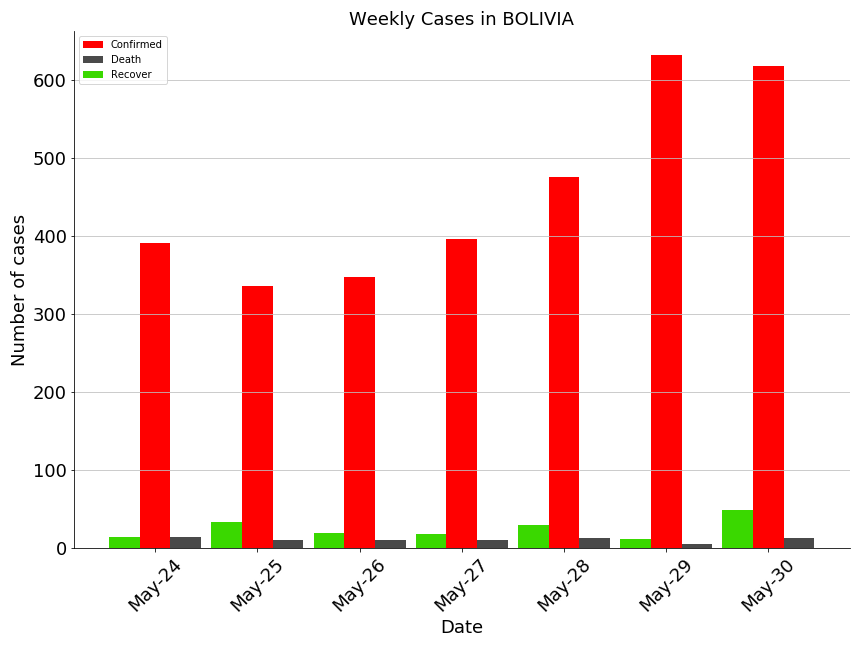 Weekly Cases in BOLIVIA
Confirmed
Death
Recover
Number of cases
600
500
400
300
200
100
0
May-24
May-25
May-26
May-27
May-28
May-29
May-30
Date